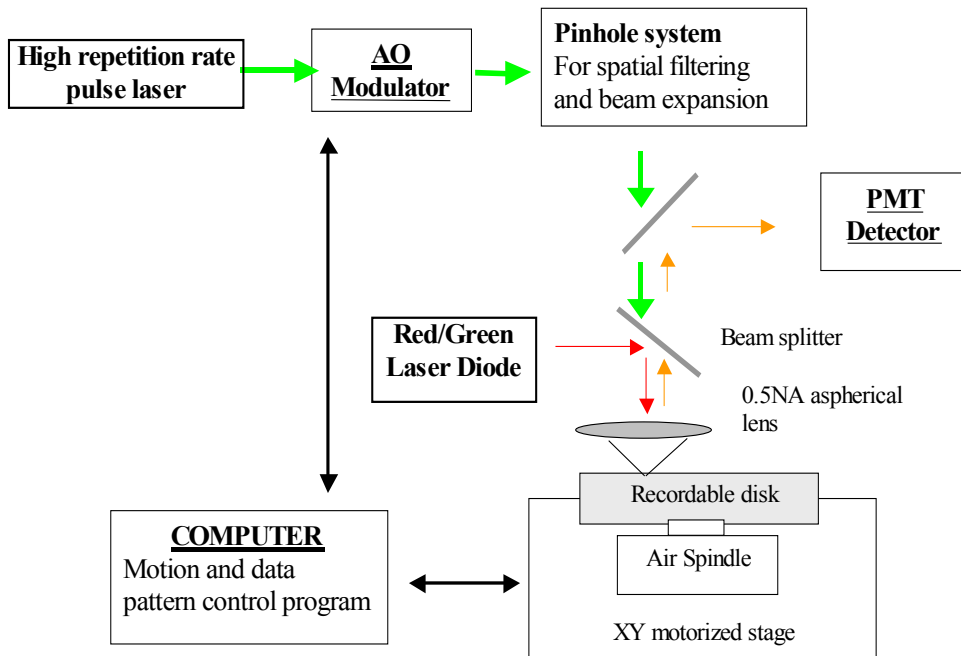 High repetition rate
pulse laser
AO
Modulator
Pinhole system
For spatial filtering
and beam expansion
PMT
Detector
Red/Green
Laser Diode
Beam splitter
0.5NA aspherical
lens
Recordable disk
Air Spindle
XY motorized stage
COMPUTER
Motion and data
pattern control program